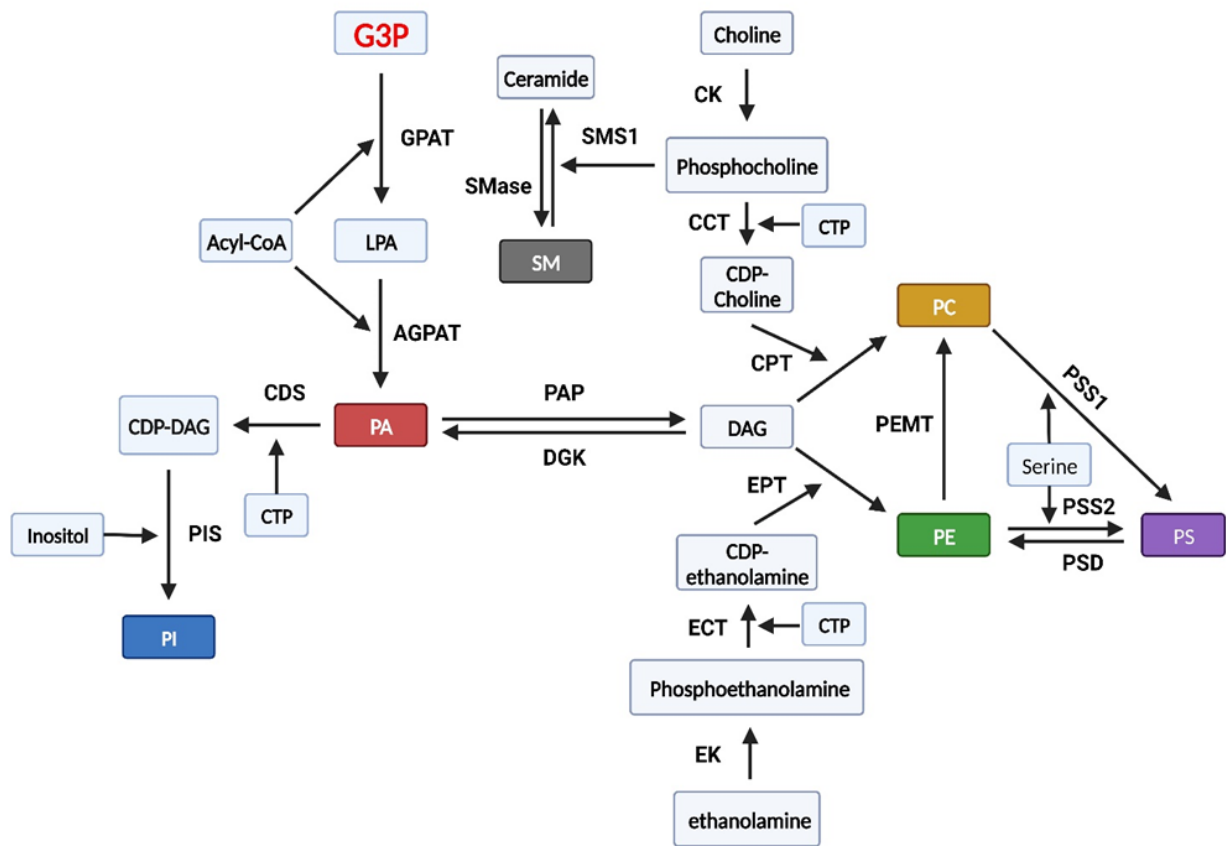 G3P
Choline
Ceramide
CK
GPAT
SMS1
Phosphocholine
SMase
Acyl-CoA
LPA
CCT
CTP
SM
CDP-
Choline
PC
AGPAT
CPT
PSS1
CDS
PAP
CDP-DAG
PA
DAG
PEMT
DGK
Serine
EPT
CTP
PSS2
Inositol
PIS
PE
PS
CDP-
ethanolamine
PSD
PI
ECT
CTP
Phosphoethanolamine
EK
ethanolamine